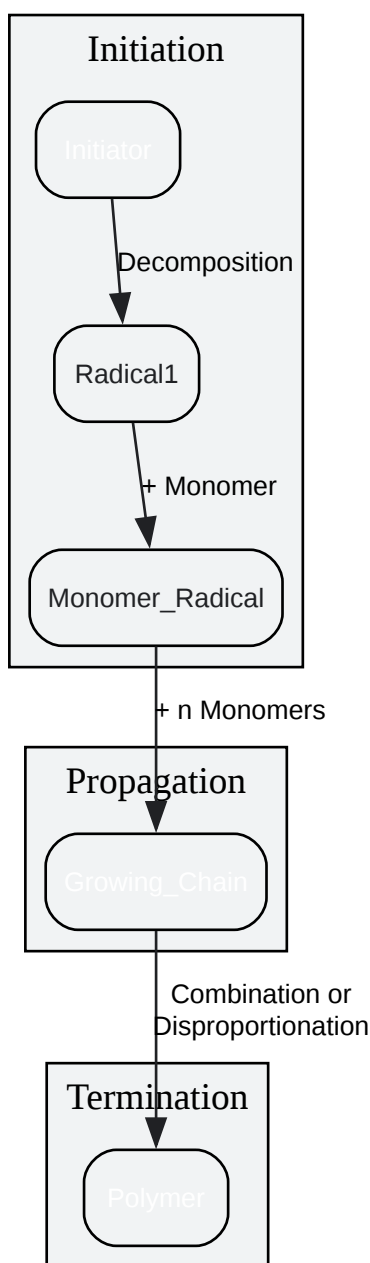 Initiation
Initiator
Decomposition
Radical1
+ Monomer
Monomer_Radical
+ n Monomers
Propagation
Growing_Chain
Combination or
Disproportionation
Termination
Polymer